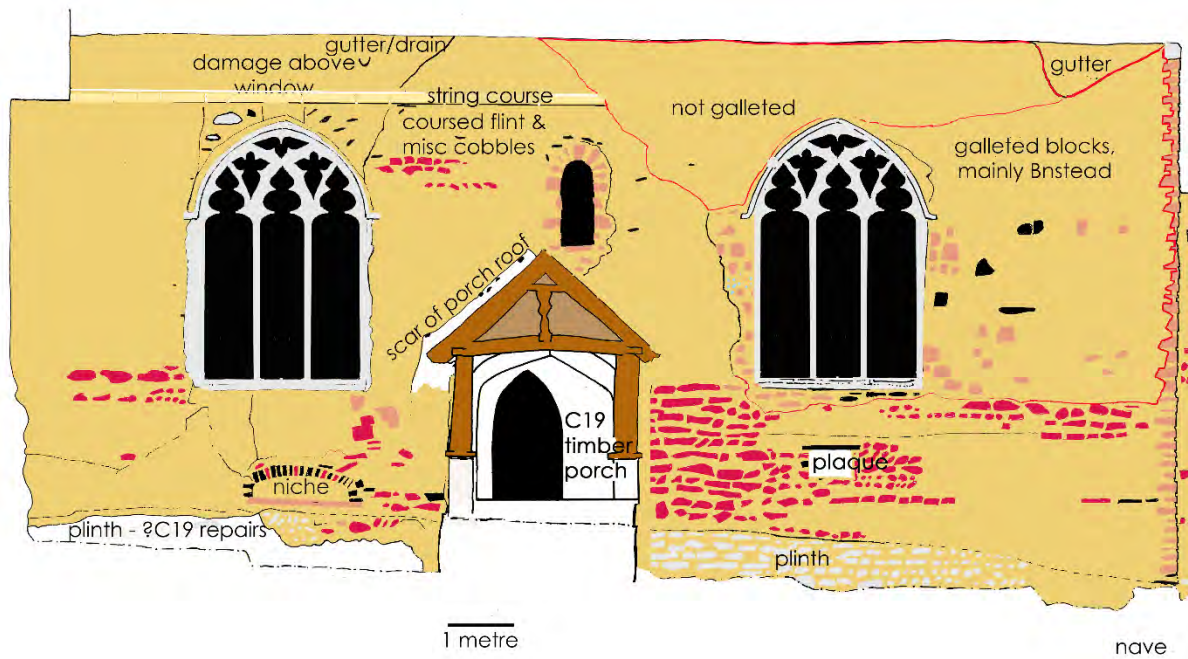 gutter/drain
damage above
window
string course
coursed flint &
misc cobbles
not galleted
gutter
galleted blocks,
mainly Bnstead
scar of porch roof
C19
timber
porch
plaque
niche
plinth - ?C19 repairs
plinth
1 metre
nave